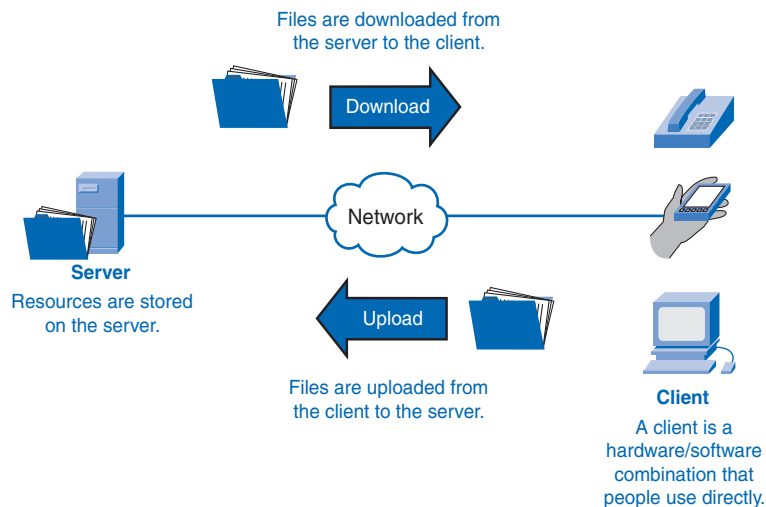 Files are downloaded from
the server to the client.
Download
Network
Server
Resources are stored
on the server.
Upload
Files are uploaded from
the client to the server.
Client
A client is a
hardware/software
combination that
people use directly.